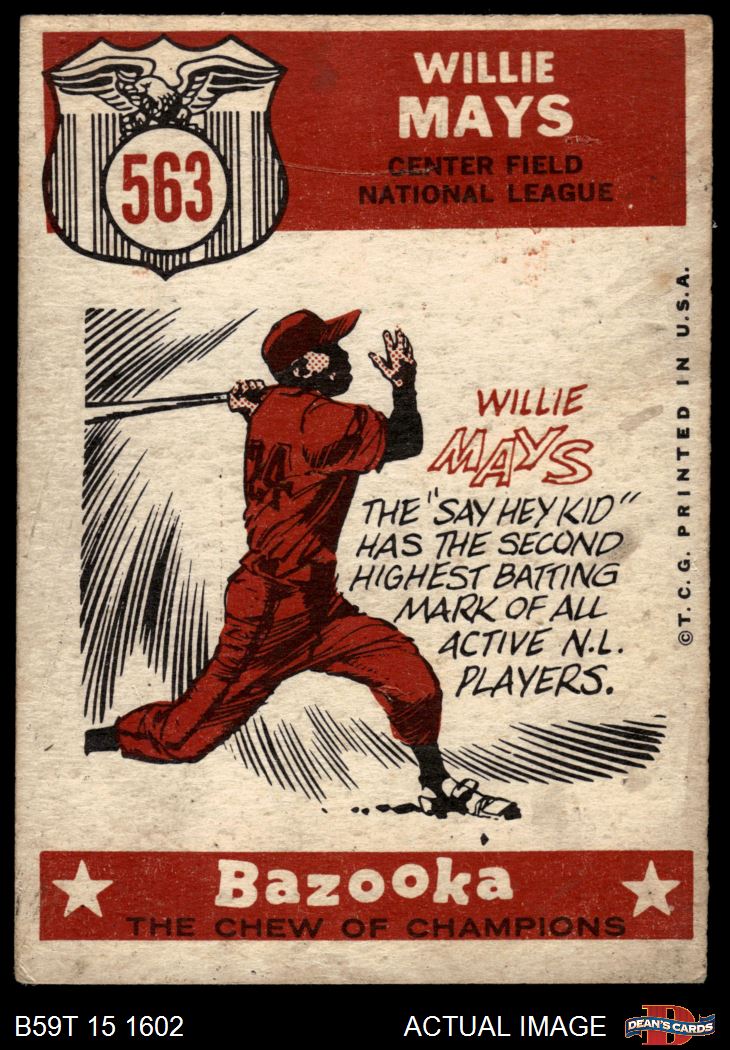 563
WILLIE
MAYS
CENTER FIELD
NATIONAL LEAGUE
24
WILLIE
MAYS
THE "SAY HEY KID"
HAS THE SECOND
HIGHEST BATTING
MARK OF ALL
ACTIVE N.L.
PLAYERS.
©T.C.G. PRINTED IN U.S.A.
Bazooka
THE CHEW OF CHAMPIONS
B59T 15 1602
ACTUAL IMAGE
D
DEAN'S CARDS